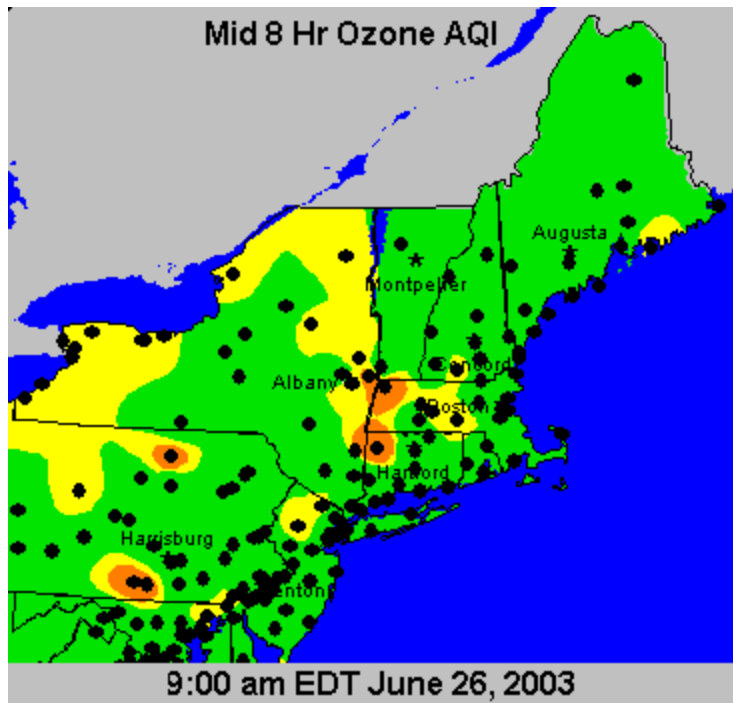 Mid 8 Hr Ozone AQI
Augusta
Montpelier
Concord
Albany
Boston
Hartford
Harrisburg
enton
9:00 am EDT June 26, 2003